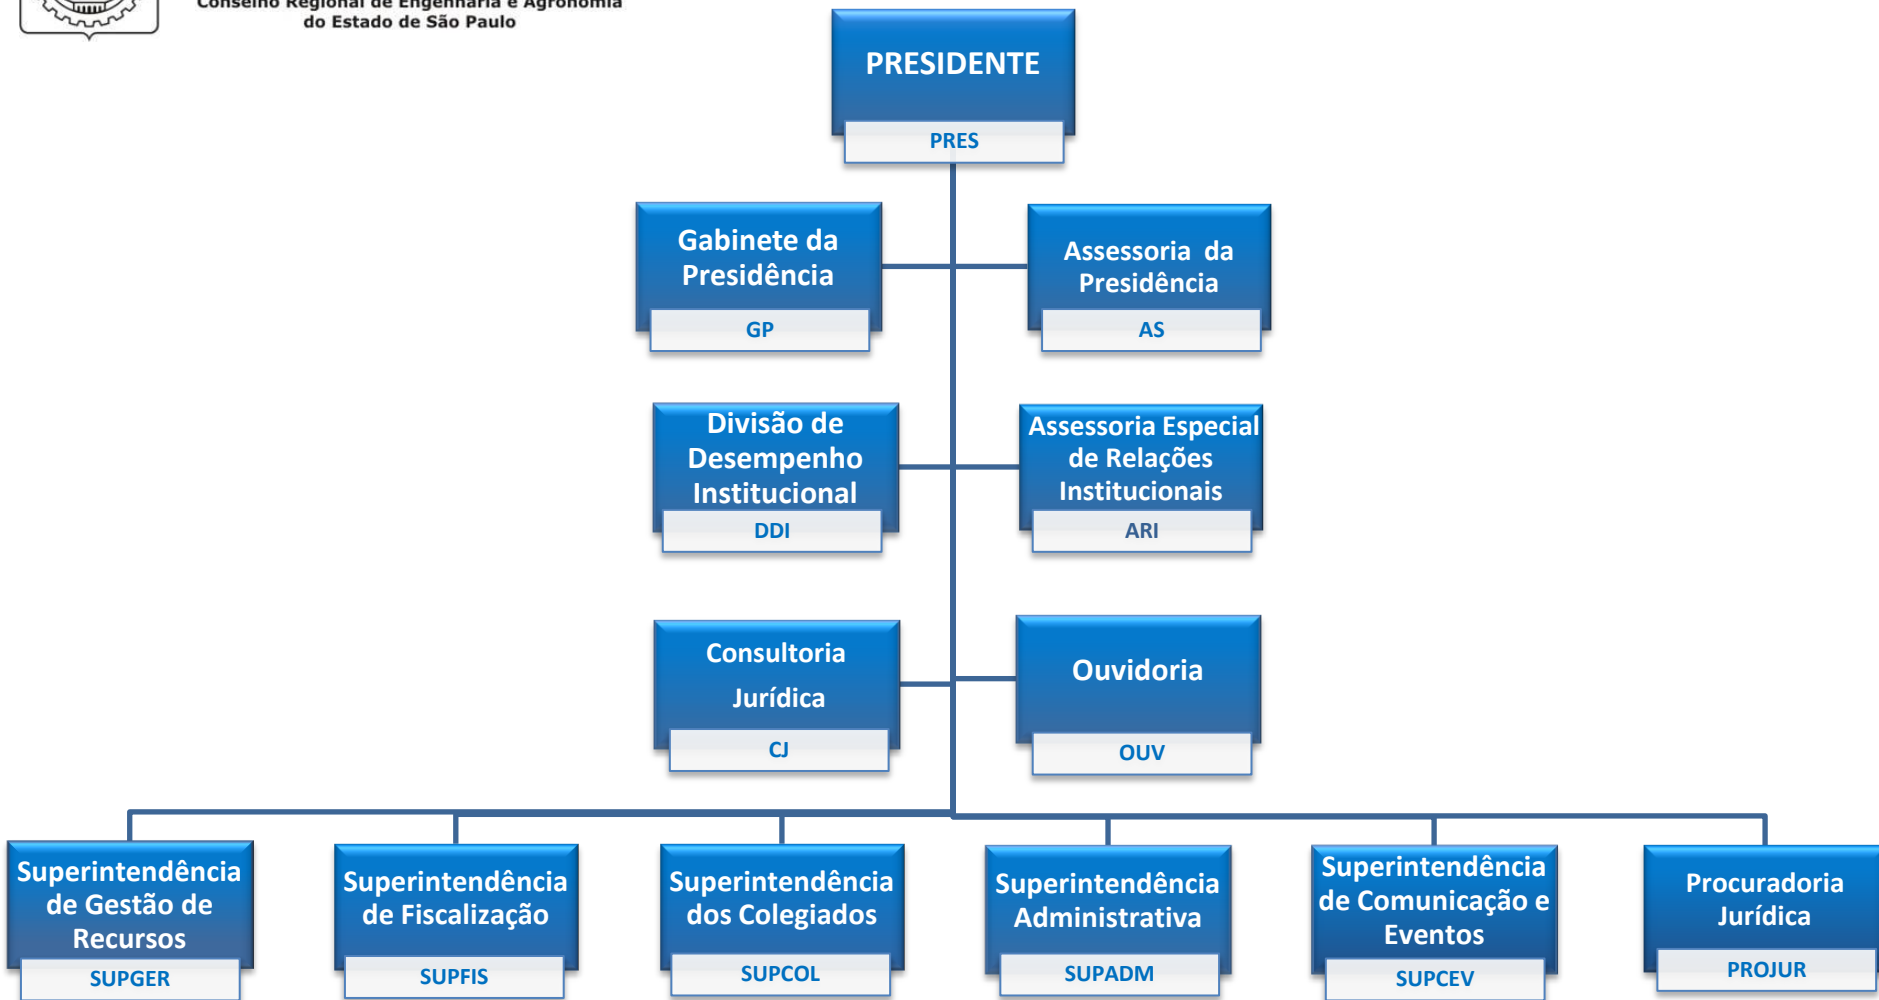 Conselho Regional de Engenharia e Agronomia
do Estado de São Paulo
PRESIDENTE
PRES
Gabinete da
Presidência
GP
Assessoria da
Presidência
AS
Divisão de
Desempenho
Institucional
DDI
Assessoria Especial
de Relações
Institucionais
ARI
Consultoria
Jurídica
CJ
Ouvidoria
OUV
Superintendência
de Gestão de
Recursos
SUPGER
Superintendência
de Fiscalização
SUPFIS
Superintendência
dos Colegiados
SUPCOL
Superintendência
Administrativa
SUPADM
Superintendência
de Comunicação e
Eventos
SUPCEV
Procuradoria
Jurídica
PROJUR